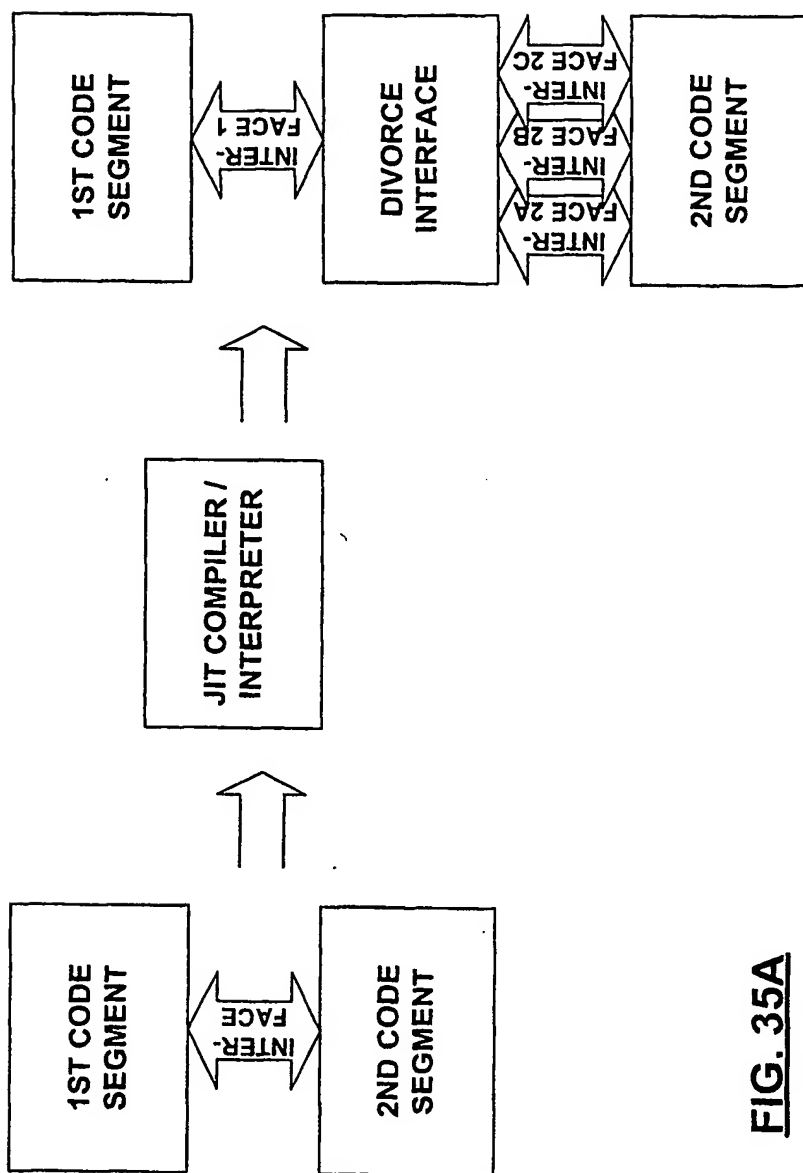 1ST CODE
SEGMENT
INTER-
FACE
2ND CODE
SEGMENT
JIT COMPILER /
INTERPRETER
1ST CODE
SEGMENT
INTER-
FACE 1
DIVORCE
INTERFACE
INTER-
FACE 2A
INTER-
FACE 2B
INTER-
FACE 2C
2ND CODE
SEGMENT
FIG. 35A